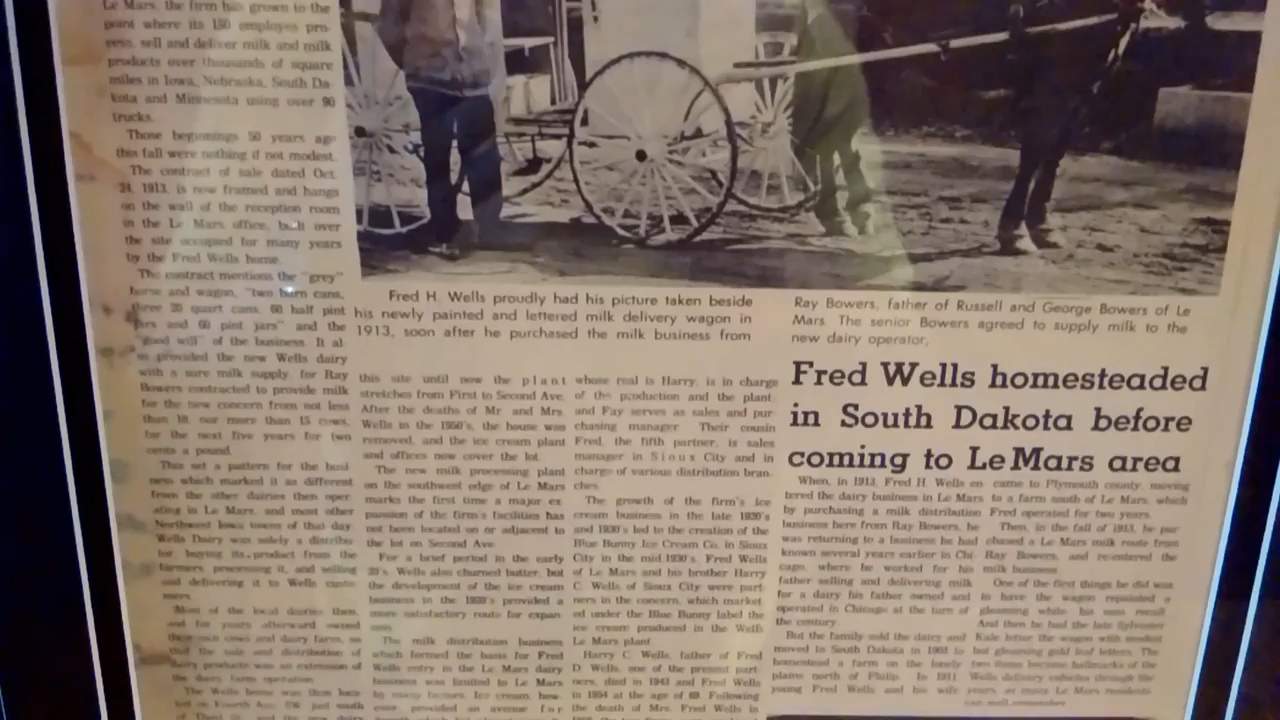 Le Mars, the firm has grown to the
point where its 150 employes pro-
cess, sell and deliver milk and milk
products over thousands of square
miles in Iowa, Nebraska, South Da-
kota and Minnesota using over 90
trucks.
Those beginnings 50 years ago
this fall were nothing if not modest.
The contract of sale dated Oct.
24, 1913, is now framed and hangs
on the wall of the reception room
in the Le Mars office, built over
the site occupied for many years
by the Fred Wells home.
The contract mentions the "grey"
horse and wagon, "two barn cans,
three 20 quart cans, 60 half pint
jars and 60 pint jars" and the
"good will" of the business. It al-
so provided the new Wells dairy
with a sure milk supply, for Ray
Bowers contracted to provide milk
for the new concern from not less
than 10, nor more than 15 cows,
for the next five years for two
cents a pound.
This set a pattern for the busi
ness which marked it as different
from the other dairies then oper
ating in Le Mars, and most other
Northwest Iowa towns of that day.
Wells Dairy was solely a distribu
tor, buying its product from the
farmers, processing it, and selling
and delivering it to Wells custo
mers.
Most of the local dairies then,
and for years afterward owned
their own cows and dairy farms, so
that the sale and distribution of
dairy products was an extension of
the dairy farm operation.
The Wells home was then loca-
ted on Fourth Ave. SW just south
Fred H. Wells proudly had his picture taken beside
his newly painted and lettered milk delivery wagon in
1913, soon after he purchased the milk business from
Ray Bowers, father of Russell and George Bowers of Le
Mars. The senior Bowers agreed to supply milk to the
new dairy operator.
this site until now the plant
stretches from First to Second Ave.
After the deaths of Mr and Mrs.
Wells in the 1950's, the house was
removed, and the ice cream plant
and offices now cover the lot.
The new milk processing plant
on the southwest edge of Le Mars
marks the first time a major ex
pansion of the firm's facilities has
not been located on or adjacent to
the lot on Second Ave.
For a brief period in the early
20's, Wells also churned butter, but
the development of the ice cream
business in the 1920's provided a
more satisfactory route for expan
sion.
The milk distribution business
which formed the basis for Fred
Wells entry in the Le Mars dairy
business was limited to Le Mars
by many factors. Ice cream, how-
ever, provided an avenue for
whose real is Harry, is in charge
of the production and the plant,
and Fay serves as sales and pur
chasing manager. Their cousin
Fred, the fifth partner, is sales
manager in Sioux City and in
charge of various distribution bran.
ches.
The growth of the firm's ice
cream business in the late 1920's
and 1930's led to the creation of the
Blue Bunny Ice Cream Co. in Sioux
City in the mid 1930's. Fred Wells
of Le Mars and his brother Harry
C. Wells of Sioux City were part
ners in the concern, which market
ed under the Blue Bunny label the
ice cream produced in the Wells
Le Mars plant
Harry C. Wells, father of Fred
D. Wells, one of the present part
ners, died in 1943 and Fred Wells
in 1954 at the age of 69. Following
the death of Mrs. Fred Wells in
Fred Wells homesteaded
in South Dakota before
coming to Le Mars area
When, in 1913, Fred H. Wells en
tered the dairy business in Le Mars
by purchasing a milk distribution
business here from Ray Bowers, he
was returning to a business he had
known several years earlier in Chi-
cago, where he worked for his
father selling and delivering milk
for a dairy his father owned and
operated in Chicago at the turn of
the century.
But the family sold the dairy and
moved to South Dakota in 1903 to
homestead a farm on the lonely
plains north of Philip. In 1911
young Fred Wells and his wife
came to Plymouth county, moving
to a farm south of Le Mars, which
Fred operated for two years.
Then, in the fall of 1913, he pur
chased a Le Mars milk route from
Ray Bowers, and re-entered the
milk business.
One of the first things he did was
to have the wagon repainted a
gleaming white, his sons recall
And then he had the late Sylvester
Kale letter the wagon with modest
but gleaming gold leaf letters. The
two items became hallmarks of the
Wells delivery vehicles through the
years as many Le Mars residents
can well remember